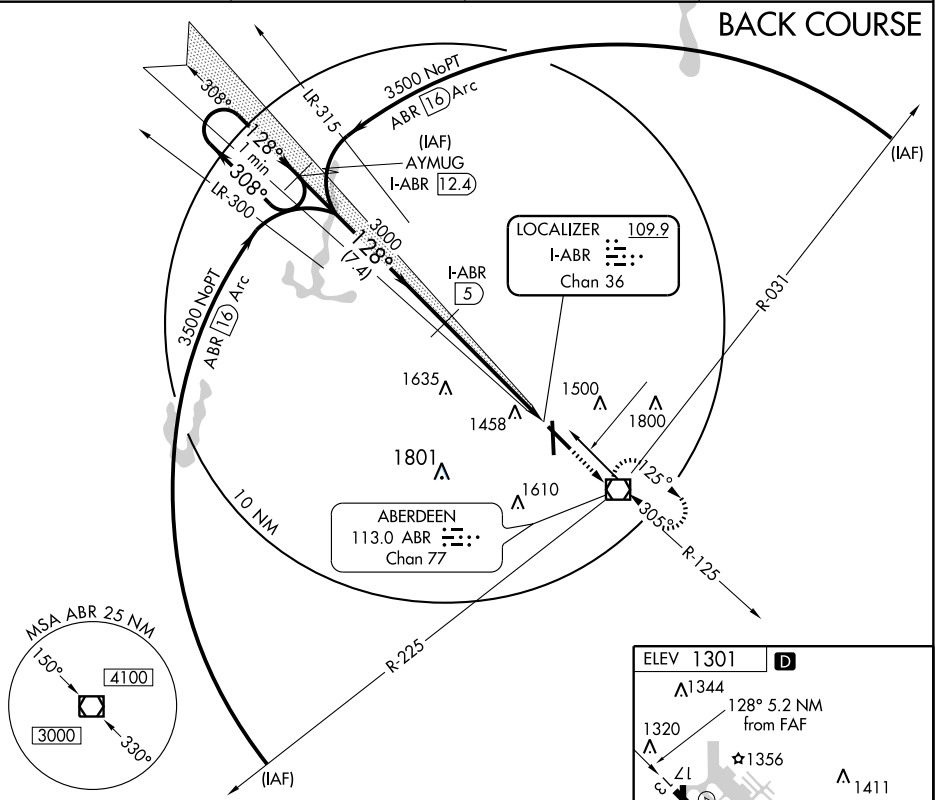 BACK COURSE
3500 NoPT
ABR 16 Arc
(IAF)
LR-315
308°
128°
1 min
308°
LR-300
(IAF)
AYMUG
I-ABR 12.4
3000
128°
(7.4)
I-ABR
5
LOCALIZER 109.9
I-ABR
Chan 36
R-031
3500 NoPT
ABR 16 Arc
1635
1458
1500
1800
1801
1610
125°
305°
10 NM
ABERDEEN
113.0 ABR
Chan 77
R-125
R-225
(IAF)
MSA ABR 25 NM
150°
4100
3000
330°
ELEV 1301 D
1344
128° 5.2 NM
from FAF
1320
1356
17
13
1411
A